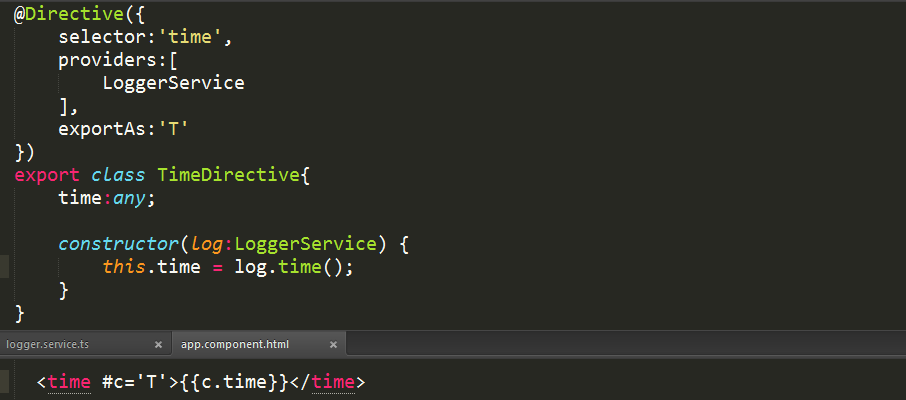 @Directive({
selector:'time',
providers:[
LoggerService
],
exportAs:'T'
})
export class TimeDirective{
time:any;
constructor(log:LoggerService) {
this.time = log.time();
}
}
logger.service.ts × app.component.html ×
<time #c='T'>{{c.time}}</time>